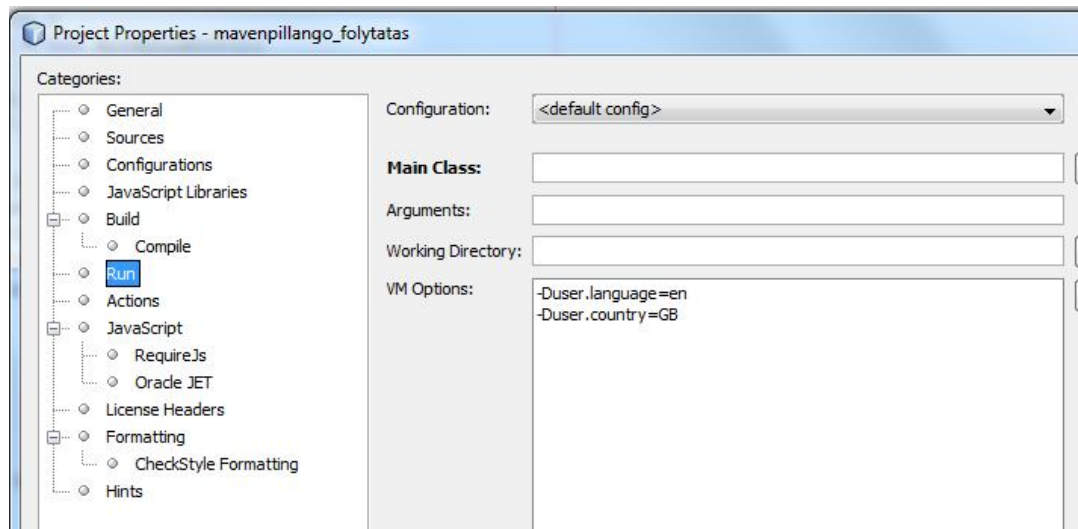 Project Properties - mavenpillango_folytatas
Categories:
General
Sources
Configurations
JavaScript Libraries
Build
Compile
Run
Actions
JavaScript
RequireJs
Oracle JET
License Headers
Formatting
CheckStyle Formatting
Hints
Configuration:
<default config>
Main Class:
Arguments:
Working Directory:
VM Options:
-Duser.language=en
-Duser.country=GB